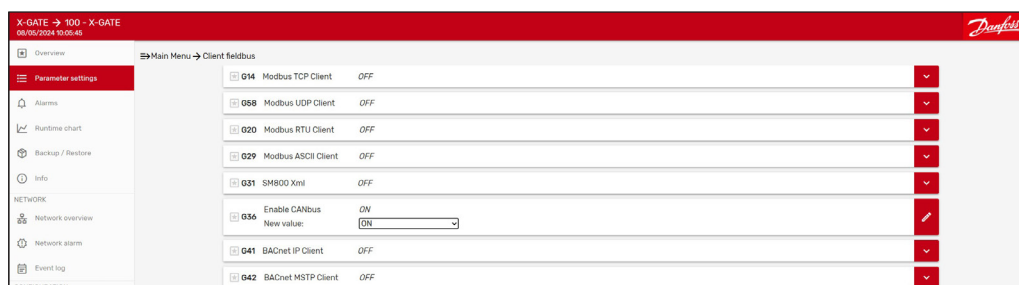 X-GATE → 100 - X-GATE
08/05/2024 10:05:45
Danfoss
Overview
Parameter settings
Alarms
Runtime chart
Backup / Restore
Info
NETWORK
Network overview
Network alarm
Event log
Main Menu → Client fieldbus
G14 Modbus TCP Client OFF
G58 Modbus UDP Client OFF
G20 Modbus RTU Client OFF
G29 Modbus ASCII Client OFF
G31 SM800 Xml OFF
G36 Enable CANbus ON
New value: ON
G41 BACnet IP Client OFF
G42 BACnet MSTP Client OFF